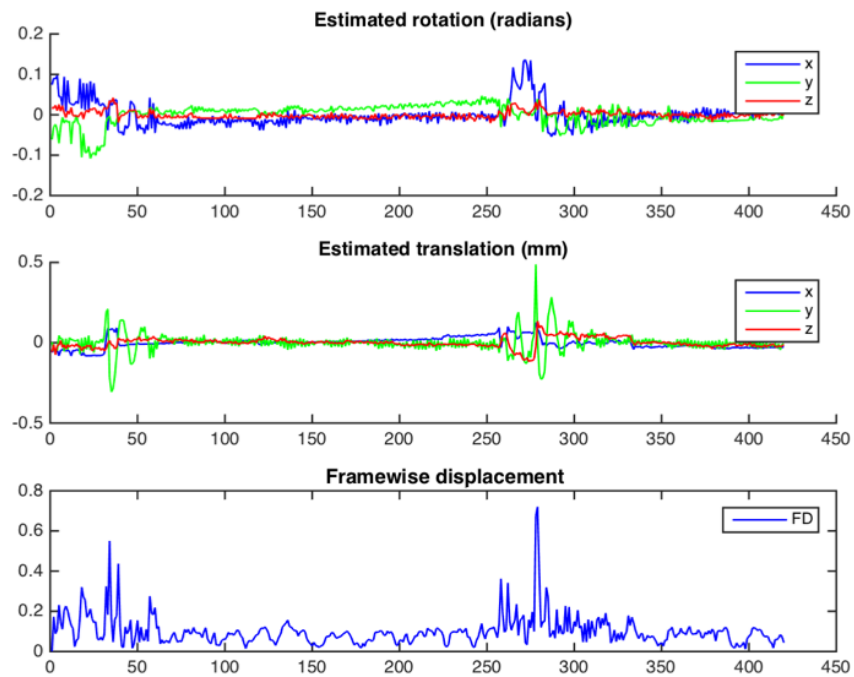 Estimated rotation (radians)
0.2
0.1
0
-0.1
0.2
0 50 100 150 200 250 300 350 400 450
x
y
z
Estimated translation (mm)
0.5
0
-0.5
0 50 100 150 200 250 300 350 400 450
x
y
z
Framewise displacement
0.8
0.6
0.4
0.2
0
0 50 100 150 200 250 300 350 400 450
FD